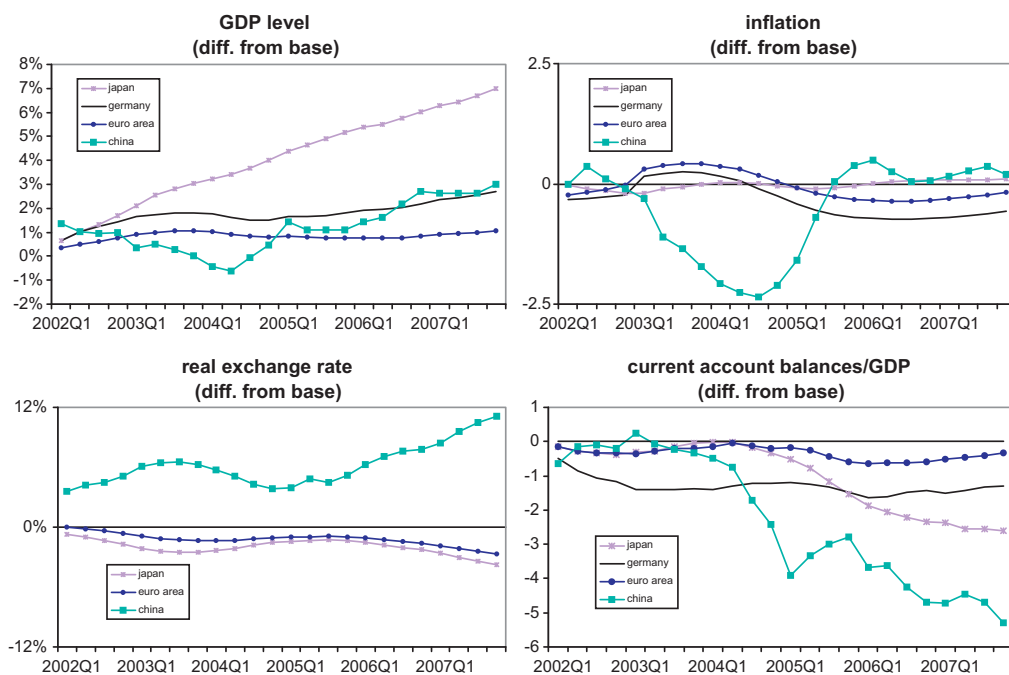 GDP level
(diff. from base)
8%
7%
6%
5%
4%
3%
2%
1%
0%
-1%
-2%
japan
germany
euro area
china
2002Q1 2003Q1 2004Q1 2005Q1 2006Q1 2007Q1
inflation
(diff. from base)
2.5
0
-2.5
japan
germany
euro area
china
2002Q1 2003Q1 2004Q1 2005Q1 2006Q1 2007Q1
real exchange rate
(diff. from base)
12%
0%
-12%
japan
euro area
china
2002Q1 2003Q1 2004Q1 2005Q1 2006Q1 2007Q1
current account balances/GDP
(diff. from base)
1
0
-1
-2
-3
-4
-5
-6
japan
germany
euro area
china
2002Q1 2003Q1 2004Q1 2005Q1 2006Q1 2007Q1